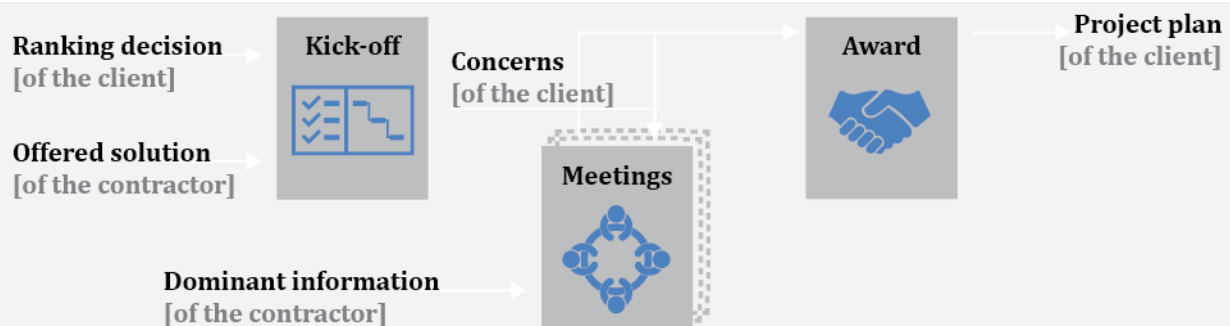 Ranking decision
[of the client]
Kick-off
Offered solution
[of the contractor]
Concerns
[of the client]
Meetings
Dominant information
[of the contractor]
Award
Project plan
[of the client]